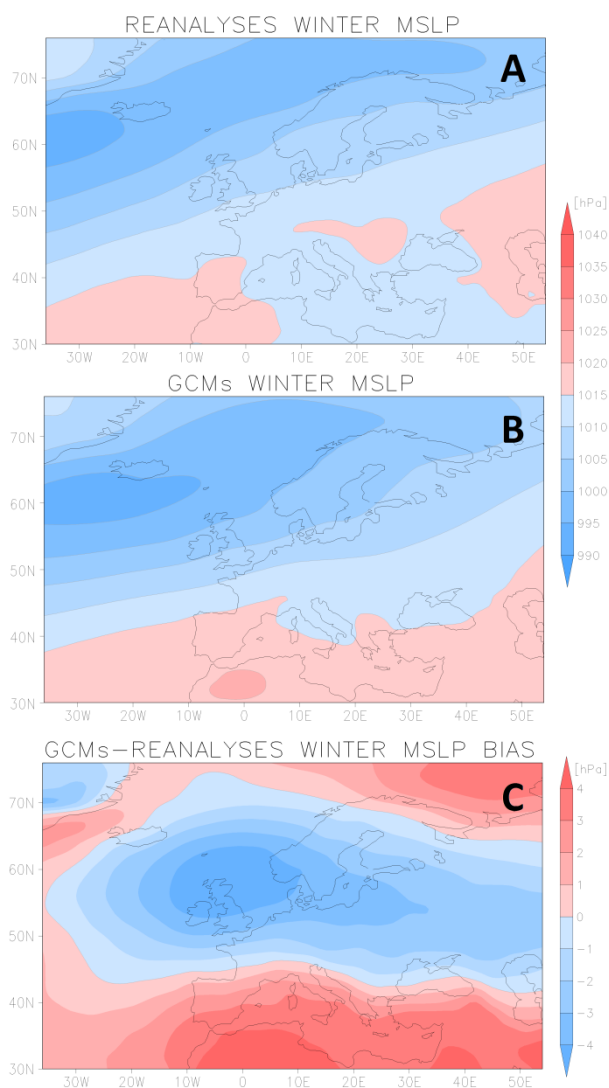 REANALYSES WINTER MSLP
A
70N
60N
50N
40N
30N
30W 20W 10W 0 10E 20E 30E 40E 50E
[hPa]
1040
1035
1030
1025
1020
1015
1010
1005
1000
995
990
GCMs WINTER MSLP
B
70N
60N
50N
40N
30N
30W 20W 10W 0 10E 20E 30E 40E 50E
GCMs-REANALYSES WINTER MSLP BIAS
C
70N
60N
50N
40N
30N
30W 20W 10W 0 10E 20E 30E 40E 50E
[hPa]
4
3
2
1
0
-1
-2
-3
-4